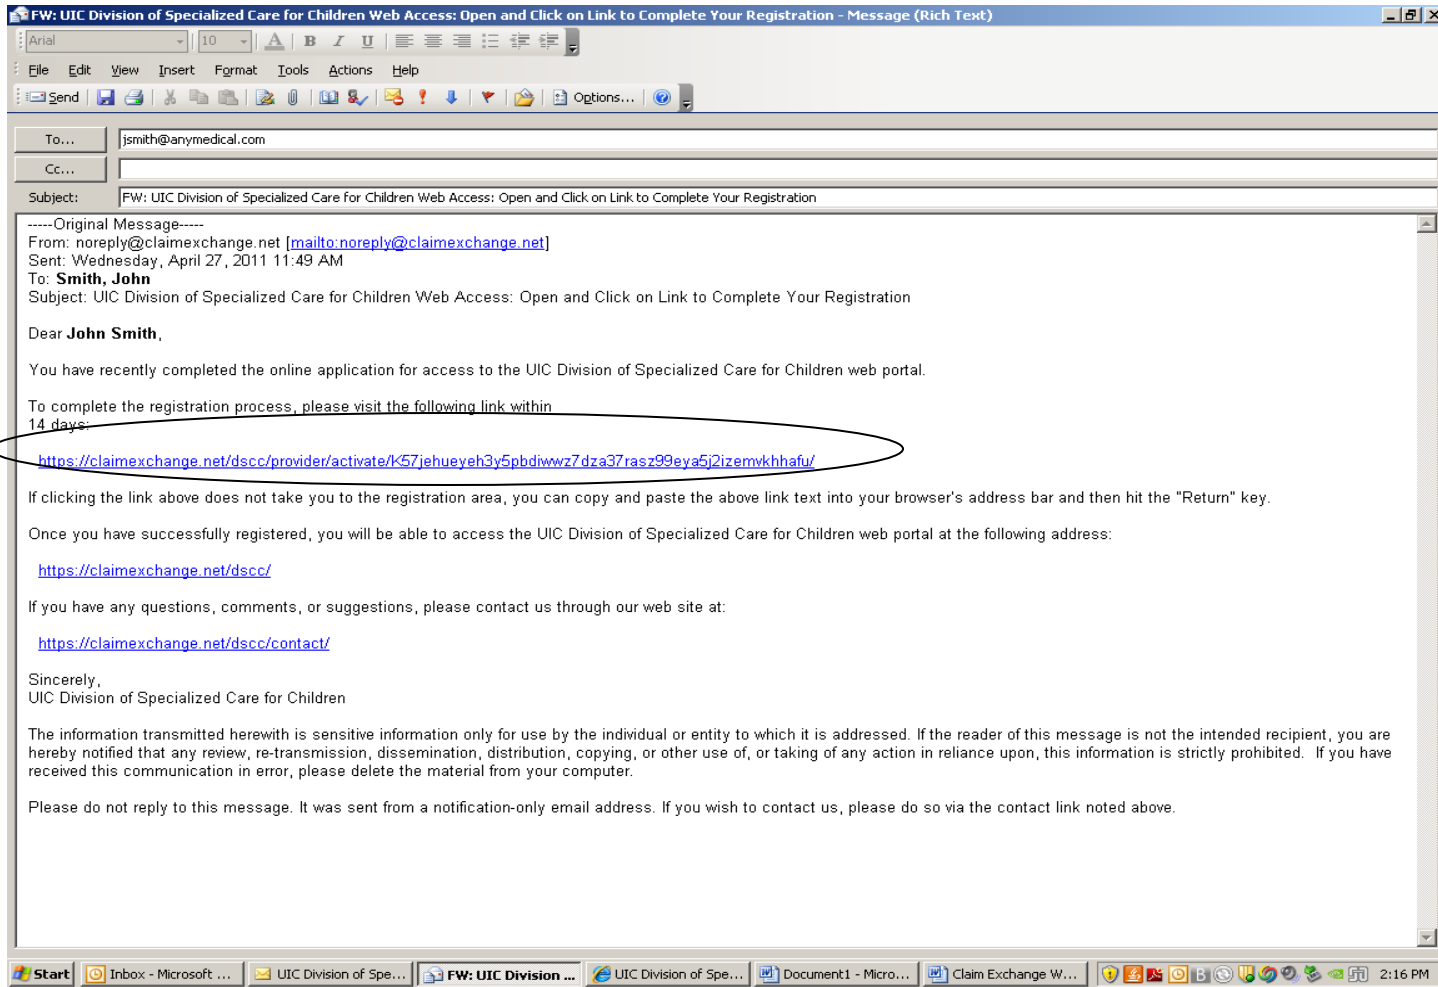 FW: UIC Division of Specialized Care for Children Web Access: Open and Click on Link to Complete Your Registration - Message (Rich Text)
Arial 10 A B I U
File Edit View Insert Format Tools Actions Help
Send Options...
To... jsmith@anymedical.com
Cc...
Subject: FW: UIC Division of Specialized Care for Children Web Access: Open and Click on Link to Complete Your Registration
-----Original Message-----
From: noreply@claimexchange.net [mailto:noreply@claimexchange.net]
Sent: Wednesday, April 27, 2011 11:49 AM
To: Smith, John
Subject: UIC Division of Specialized Care for Children Web Access: Open and Click on Link to Complete Your Registration
Dear John Smith,
You have recently completed the online application for access to the UIC Division of Specialized Care for Children web portal.
To complete the registration process, please visit the following link within
14 days:
https://claimexchange.net/dscc/provider/activate/K57jehueyeh3y5pbdiwwz7dza37rasz99eya5j2izemvkhhafu/
If clicking the link above does not take you to the registration area, you can copy and paste the above link text into your browser's address bar and then hit the "Return" key.
Once you have successfully registered, you will be able to access the UIC Division of Specialized Care for Children web portal at the following address:
https://claimexchange.net/dscc/
If you have any questions, comments, or suggestions, please contact us through our web site at:
https://claimexchange.net/dscc/contact/
Sincerely,
UIC Division of Specialized Care for Children
The information transmitted herewith is sensitive information only for use by the individual or entity to which it is addressed. If the reader of this message is not the intended recipient, you are
hereby notified that any review, re-transmission, dissemination, distribution, copying, or other use of, or taking of any action in reliance upon, this information is strictly prohibited.  If you have
received this communication in error, please delete the material from your computer.
Please do not reply to this message. It was sent from a notification-only email address. If you wish to contact us, please do so via the contact link noted above.
Start Inbox - Microsoft ... UIC Division of Spe... FW: UIC Division ... UIC Division of Spe... Document1 - Micro... Claim Exchange W... 2:16 PM